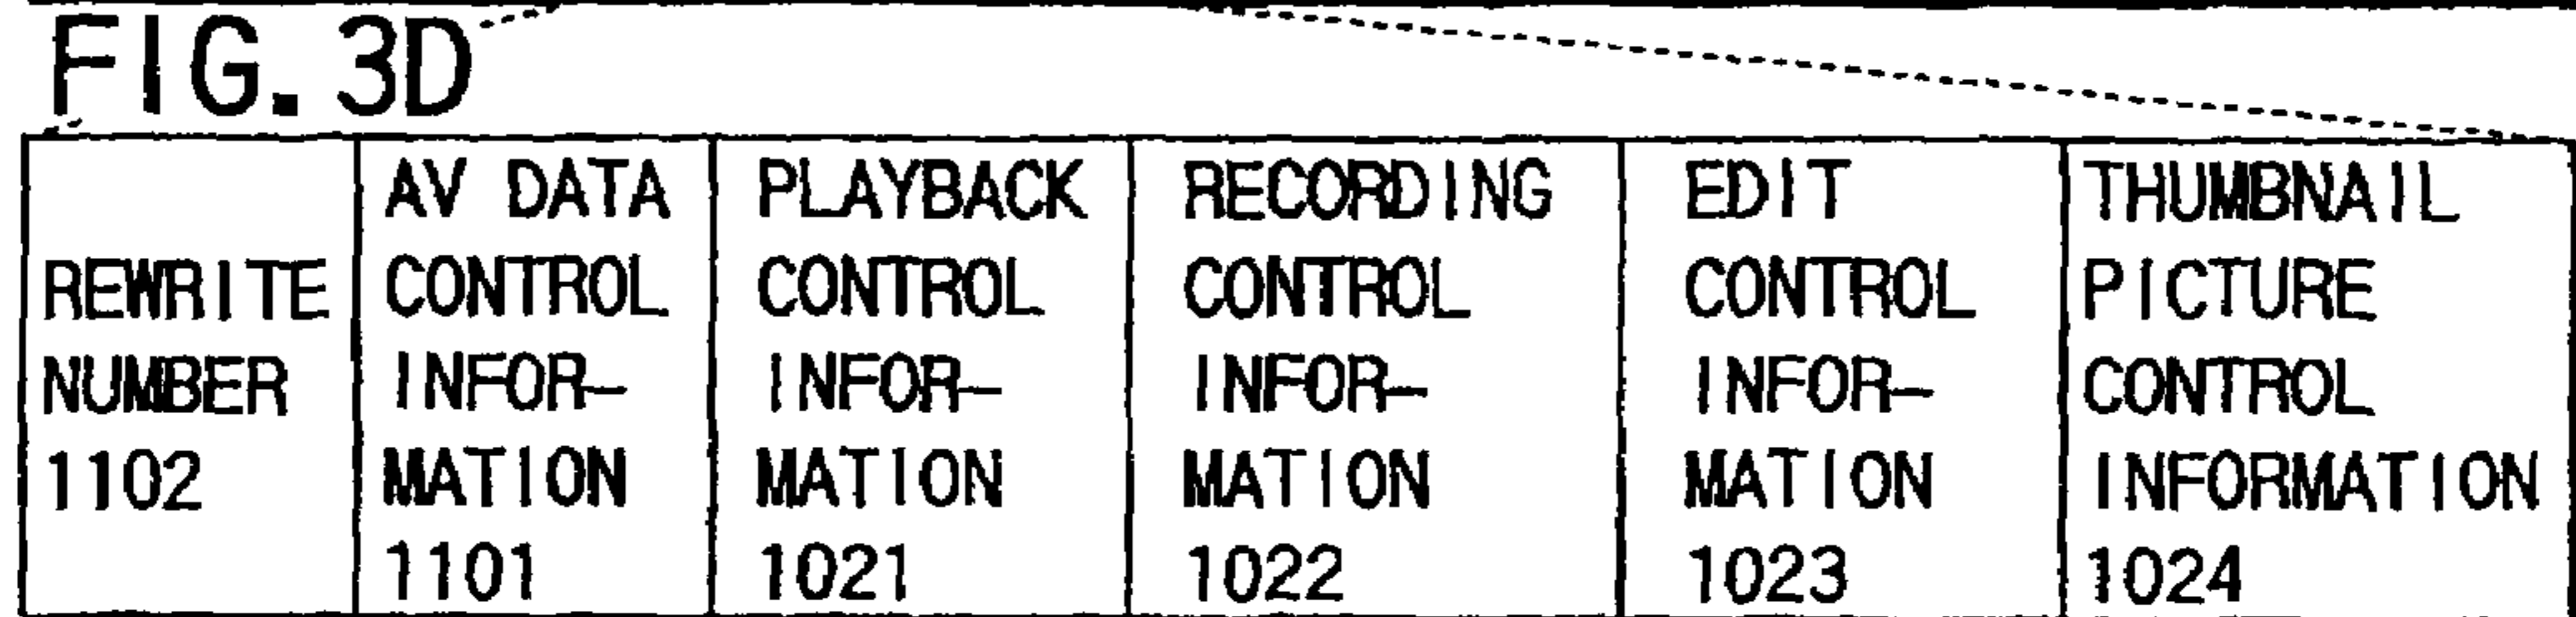 FIG. 3D
REWRITE
NUMBER
1102
AV DATA
CONTROL
INFOR-
MATION
1101
PLAYBACK
CONTROL
INFOR-
MATION
1021
RECORDING
CONTROL
INFOR-
MATION
1022
EDIT
CONTROL
INFOR-
MATION
1023
THUMBNAIL
PICTURE
CONTROL
INFORMATION
1024